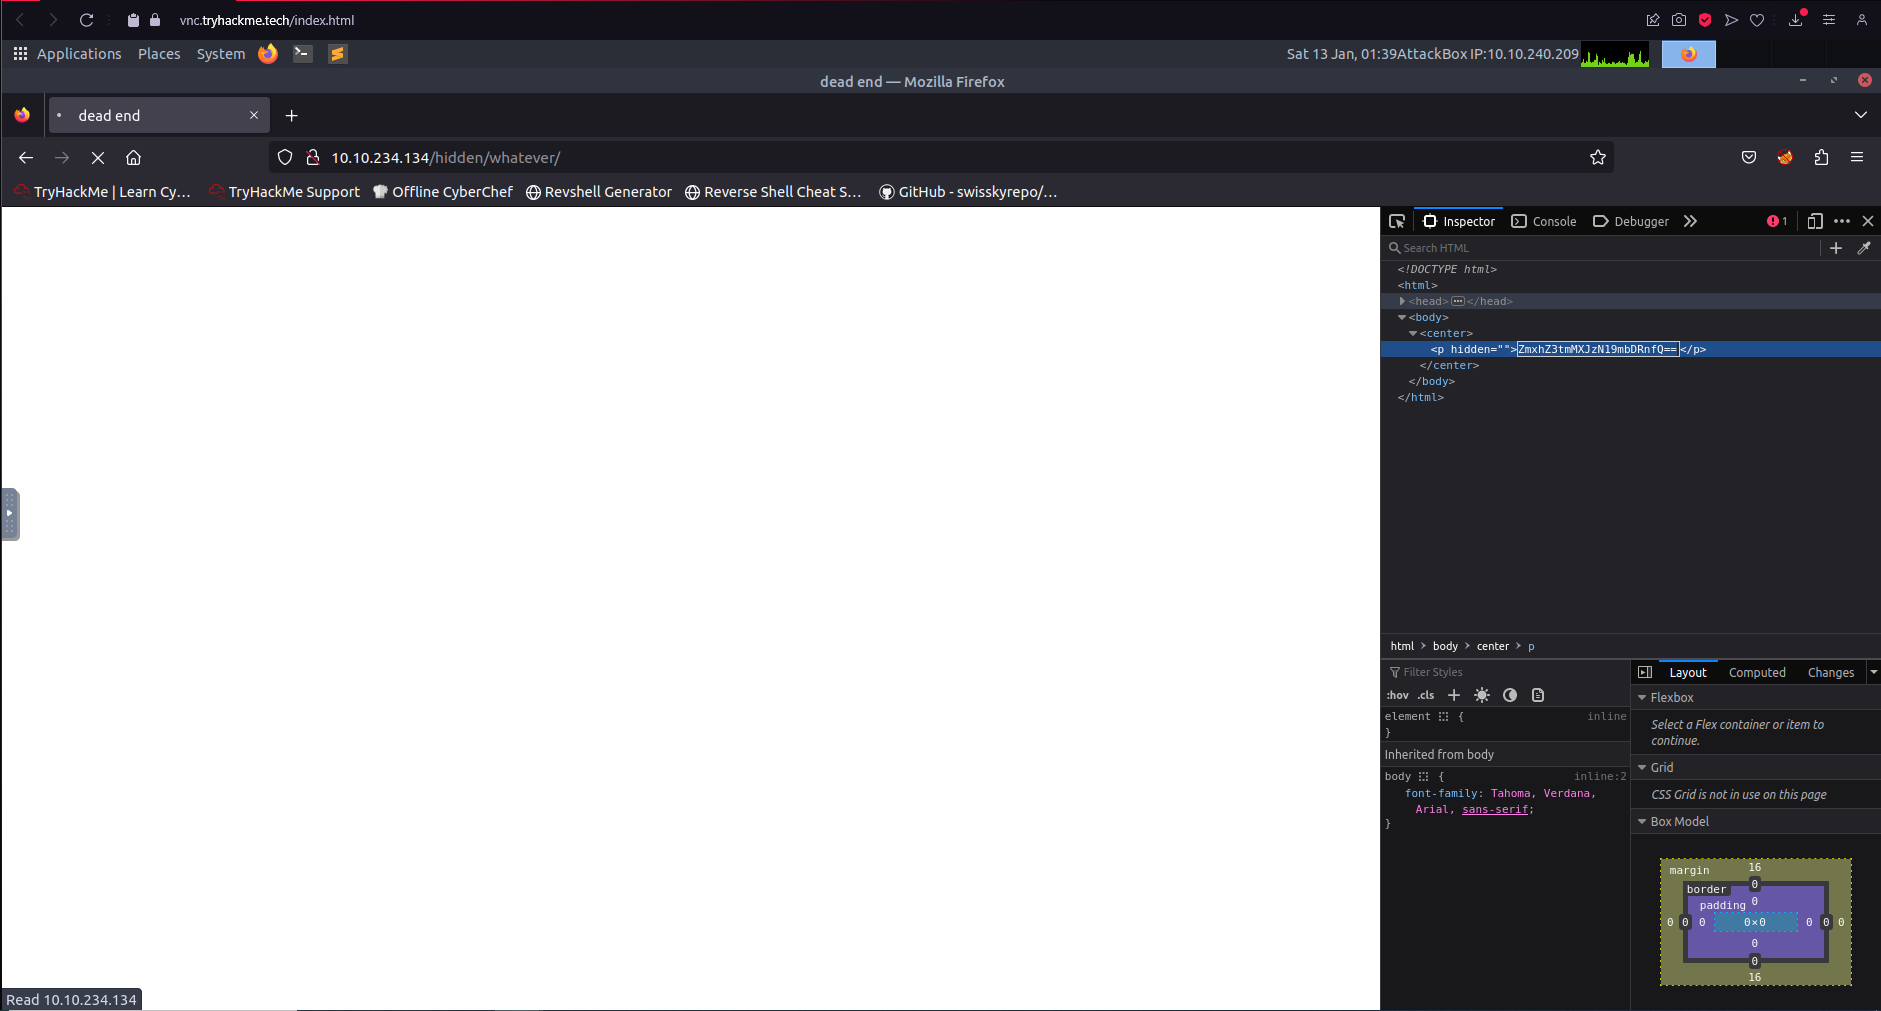 vnc.tryhackme.tech/index.html
Applications Places System Sat 13 Jan, 01:39AttackBox IP:10.10.240.209
dead end — Mozilla Firefox
dead end
10.10.234.134/hidden/whatever/
TryHackMe | Learn Cy... TryHackMe Support Offline CyberChef Revshell Generator Reverse Shell Cheat S... GitHub - swisskyrepo/...
Inspector Console Debugger 1
Search HTML
<!DOCTYPE html>
<html>
<head> </head>
<body>
<center>
<p hidden="">ZmxhZ3tmMXJzN19mbDRnfQ==</p>
</center>
</body>
</html>
html > body > center > p
Filter Styles
:hov .cls
element { inline
}
Inherited from body
body { inline:2
font-family: Tahoma, Verdana,
Arial, sans-serif;
}
Layout Computed Changes
Flexbox
Select a Flex container or item to
continue.
Grid
CSS Grid is not in use on this page
Box Model
margin 16
border 0
padding 0
0 0 0 0×0 0 0 0
0
0
16
Read 10.10.234.134